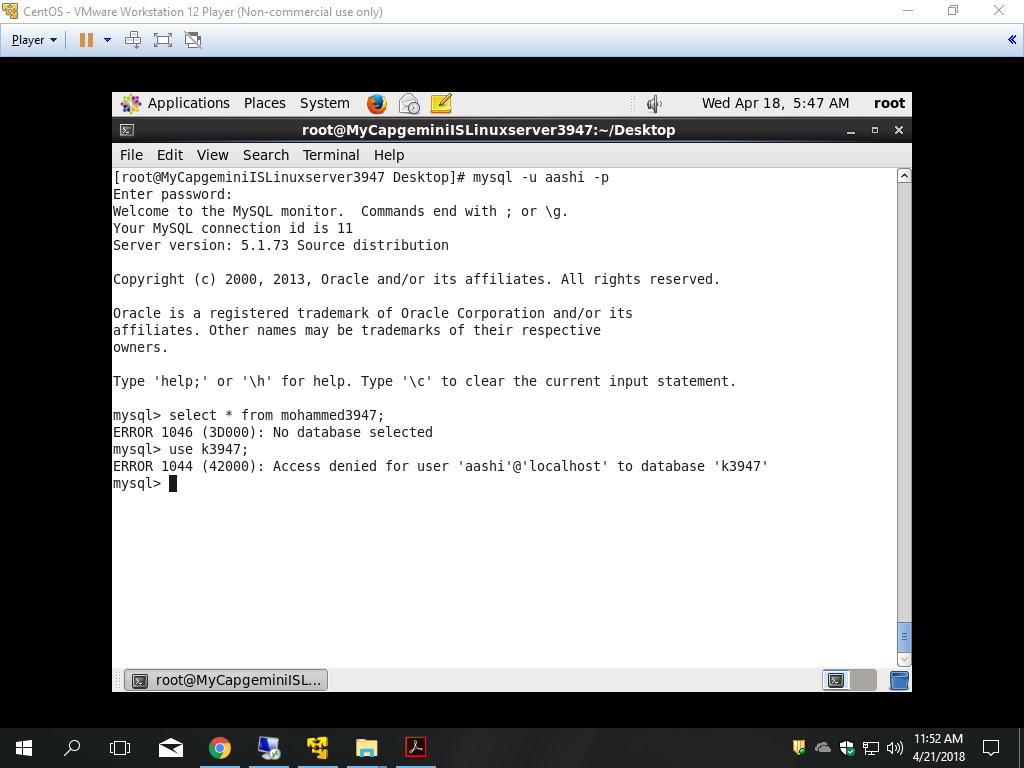 CentOS - VMware Workstation 12 Player (Non-commercial use only)
Player
Applications Places System Wed Apr 18, 5:47 AM root
root@MyCapgeminiISLinuxserver3947:~/Desktop
File Edit View Search Terminal Help
[root@MyCapgeminiISLinuxserver3947 Desktop]# mysql -u aashi -p
Enter password:
Welcome to the MySQL monitor.  Commands end with ; or \g.
Your MySQL connection id is 11
Server version: 5.1.73 Source distribution
Copyright (c) 2000, 2013, Oracle and/or its affiliates. All rights reserved.
Oracle is a registered trademark of Oracle Corporation and/or its
affiliates. Other names may be trademarks of their respective
owners.
Type 'help;' or '\h' for help. Type '\c' to clear the current input statement.
mysql> select * from mohammed3947;
ERROR 1046 (3D000): No database selected
mysql> use k3947;
ERROR 1044 (42000): Access denied for user 'aashi'@'localhost' to database 'k3947'
mysql>
root@MyCapgeminiISL...
11:52 AM
4/21/2018